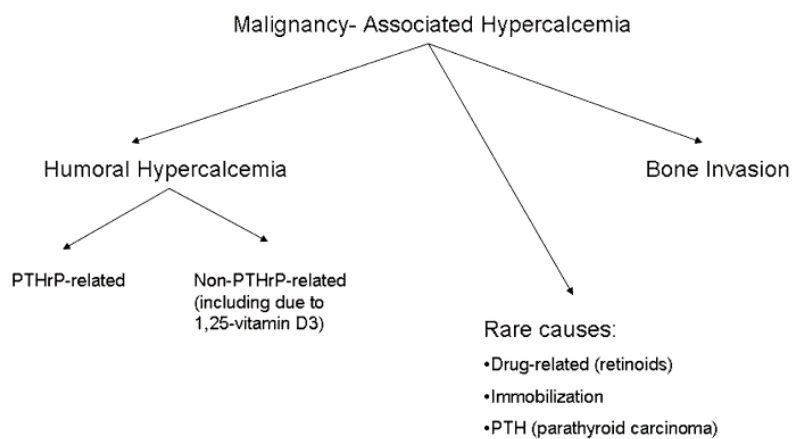 Malignancy- Associated Hypercalcemia
Humoral Hypercalcemia
Bone Invasion
PTHrP-related
Non-PTHrP-related
(including due to
1,25-vitamin D3)
Rare causes:
•Drug-related (retinoids)
•Immobilization
•PTH (parathyroid carcinoma)